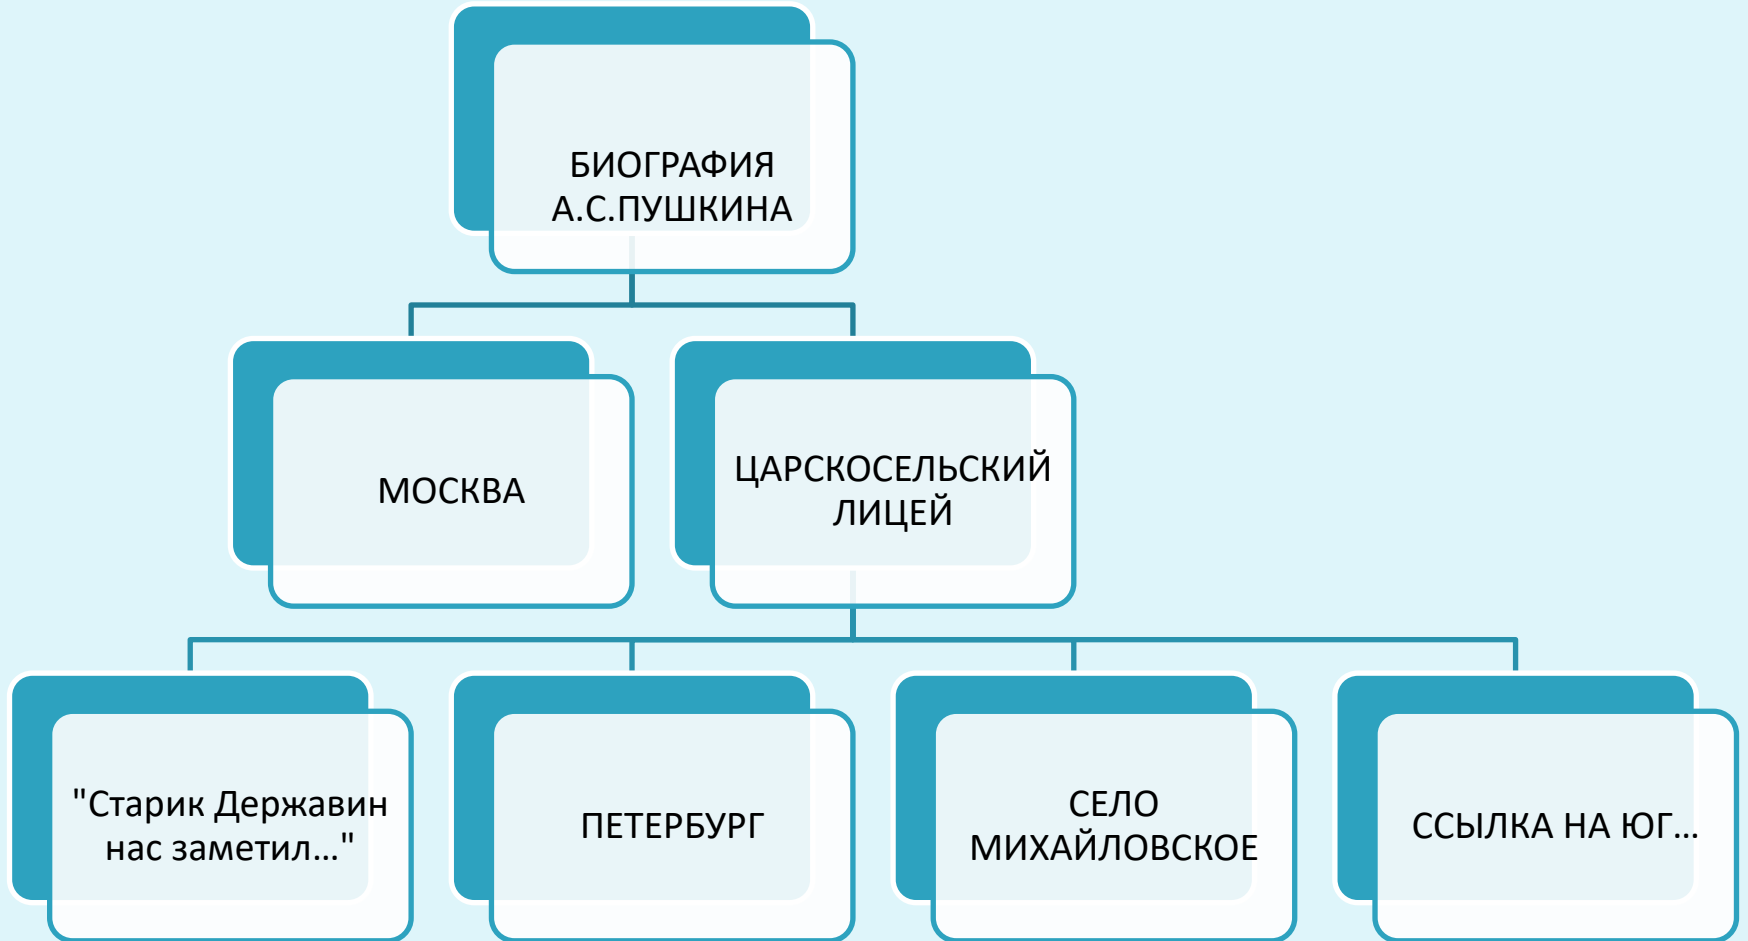 БИОГРАФИЯ
А.С.ПУШКИНА
МОСКВА
ЦАРСКОСЕЛЬСКИЙ
ЛИЦЕЙ
"Старик Державин
нас заметил..."
ПЕТЕРБУРГ
СЕЛО
МИХАЙЛОВСКОЕ
ССЫЛКА НА ЮГ...